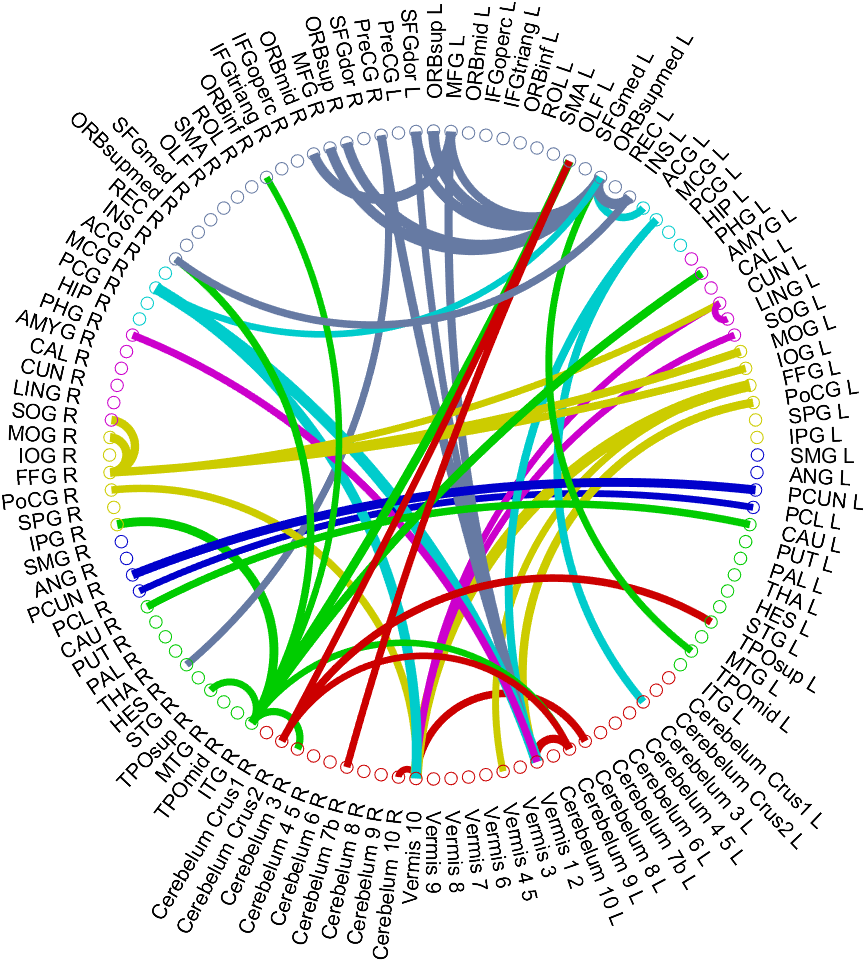 ORBsup L
MFG L
ORBmid L
IFGoperc L
IFGtriang L
ORBinf L
ROL L
SMA L
OLF L
SFGmed L
ORBsupmed L
REC L
INS L
ACG L
MCG L
PCG L
HIP L
PHG L
AMYG L
CAL L
CUN L
LING L
SOG L
MOG L
IOG L
FFG L
PoCG L
SPG L
IPG L
SMG L
ANG L
PCUN L
PCL L
CAU L
PUT L
PAL L
THA L
HES L
STG L
TPOsup L
MTG L
TPOmid L
ITG L
Cerebelum Crus1 L
Cerebelum Crus2 L
Cerebelum 3 L
Cerebelum 4 5 L
Cerebelum 6 L
Cerebelum 7b L
Cerebelum 8 L
Cerebelum 9 L
Cerebelum 10 L
Vermis 1 2
Vermis 3
Vermis 4 5
Vermis 6
Vermis 7
Vermis 8
Vermis 9
Vermis 10
Cerebelum 10 R
Cerebelum 9 R
Cerebelum 8 R
Cerebelum 7b R
Cerebelum 6 R
Cerebelum 4 5 R
Cerebelum 3 R
Cerebelum Crus2 R
Cerebelum Crus1 R
ITG R
TPOmid R
MTG R
TPOsup R
STG R
HES R
THA R
PAL R
PUT R
CAU R
PCL R
PCUN R
ANG R
SMG R
IPG R
SPG R
PoCG R
FFG R
IOG R
MOG R
SOG R
LING R
CUN R
CAL R
AMYG R
PHG R
HIP R
PCG R
MCG R
ACG R
INS R
REC R
ORBsupmed R
SFGmed R
OLF R
SMA R
ROL R
ORBinf R
IFGtriang R
IFGoperc R
ORBmid R
MFG R
ORBsup R
SFGdor R
PreCG R
PreCG L
SFGdor L